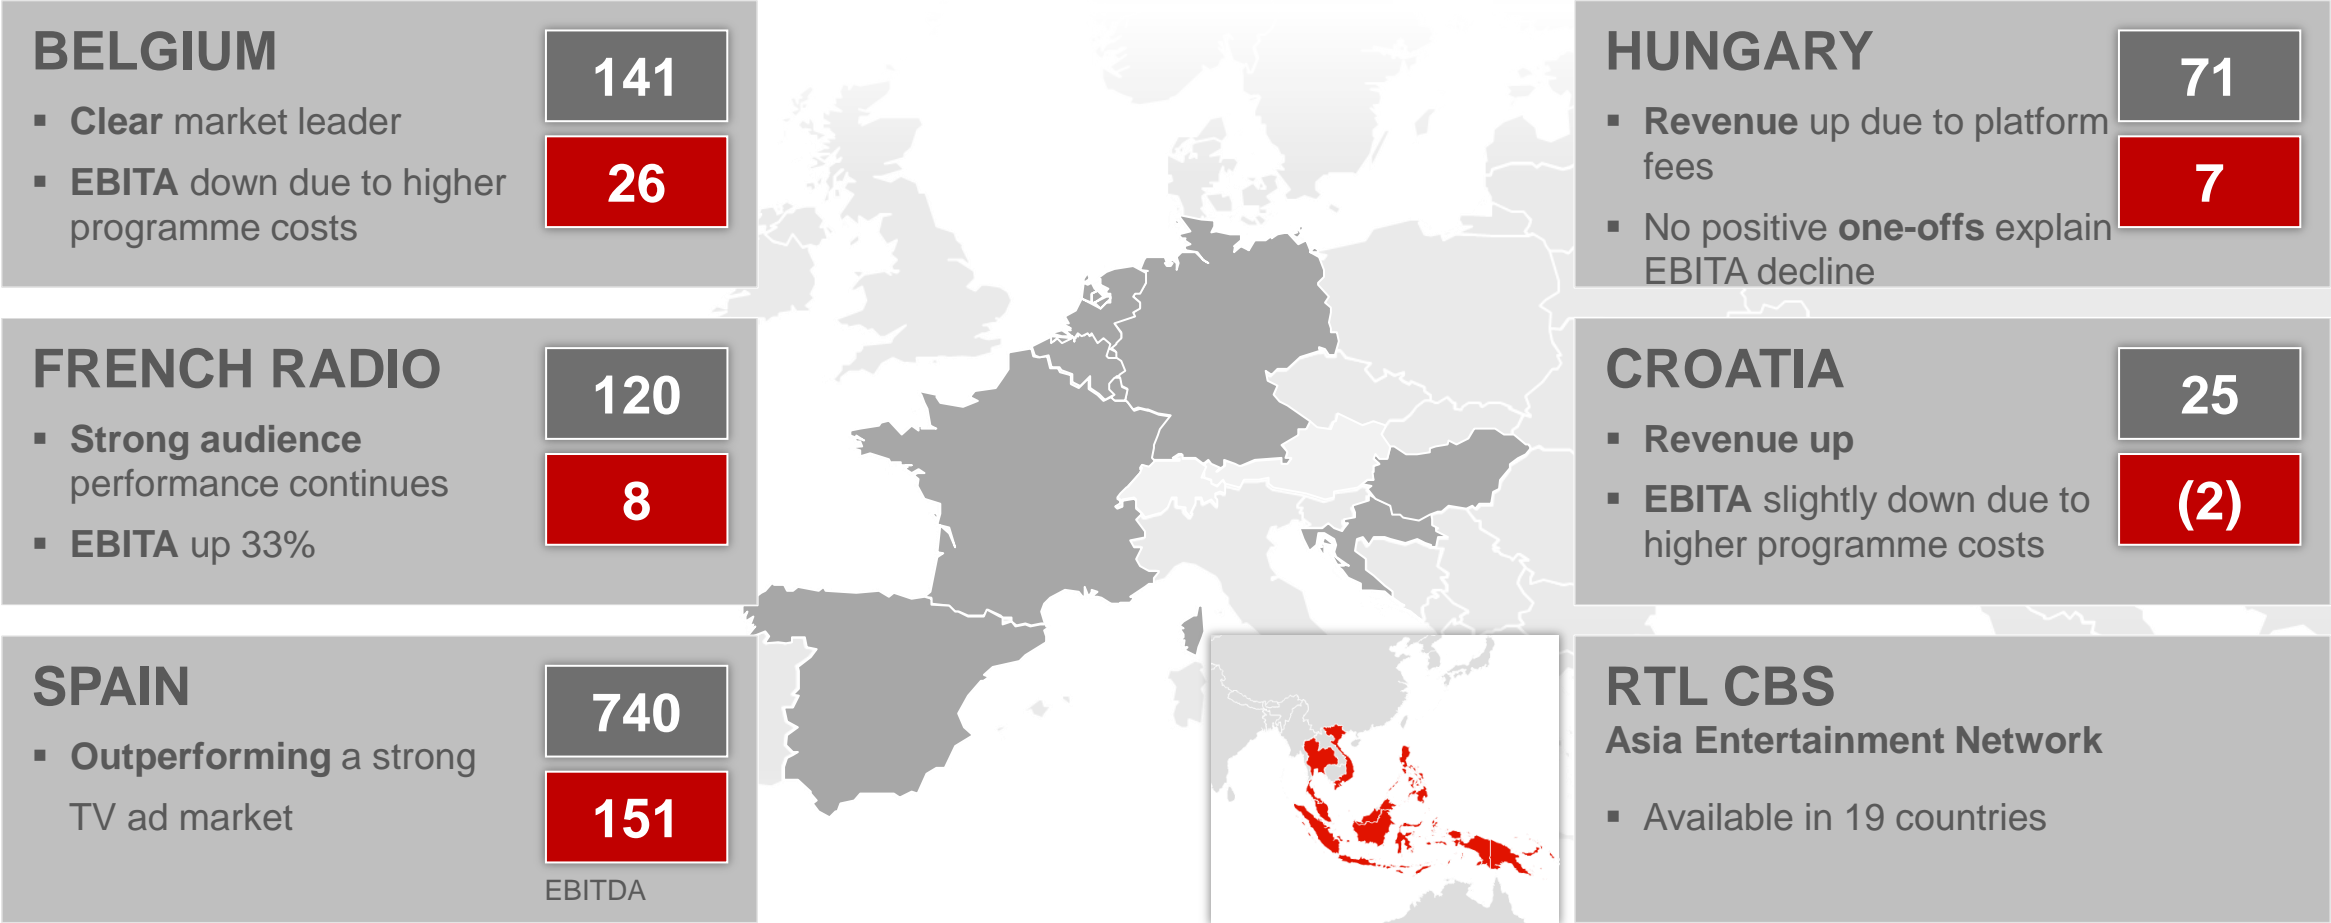 BELGIUM
141
▪ Clear market leader
▪ EBITA down due to higher
programme costs
26
FRENCH RADIO
120
▪ Strong audience
performance continues
8
▪ EBITA up 33%
SPAIN
740
▪ Outperforming a strong
TV ad market
151
EBITDA
HUNGARY
71
▪ Revenue up due to platform
fees
7
▪ No positive one-offs explain
EBITA decline
CROATIA
25
▪ Revenue up
▪ EBITA slightly down due to
higher programme costs
(2)
RTL CBS
Asia Entertainment Network
▪ Available in 19 countries